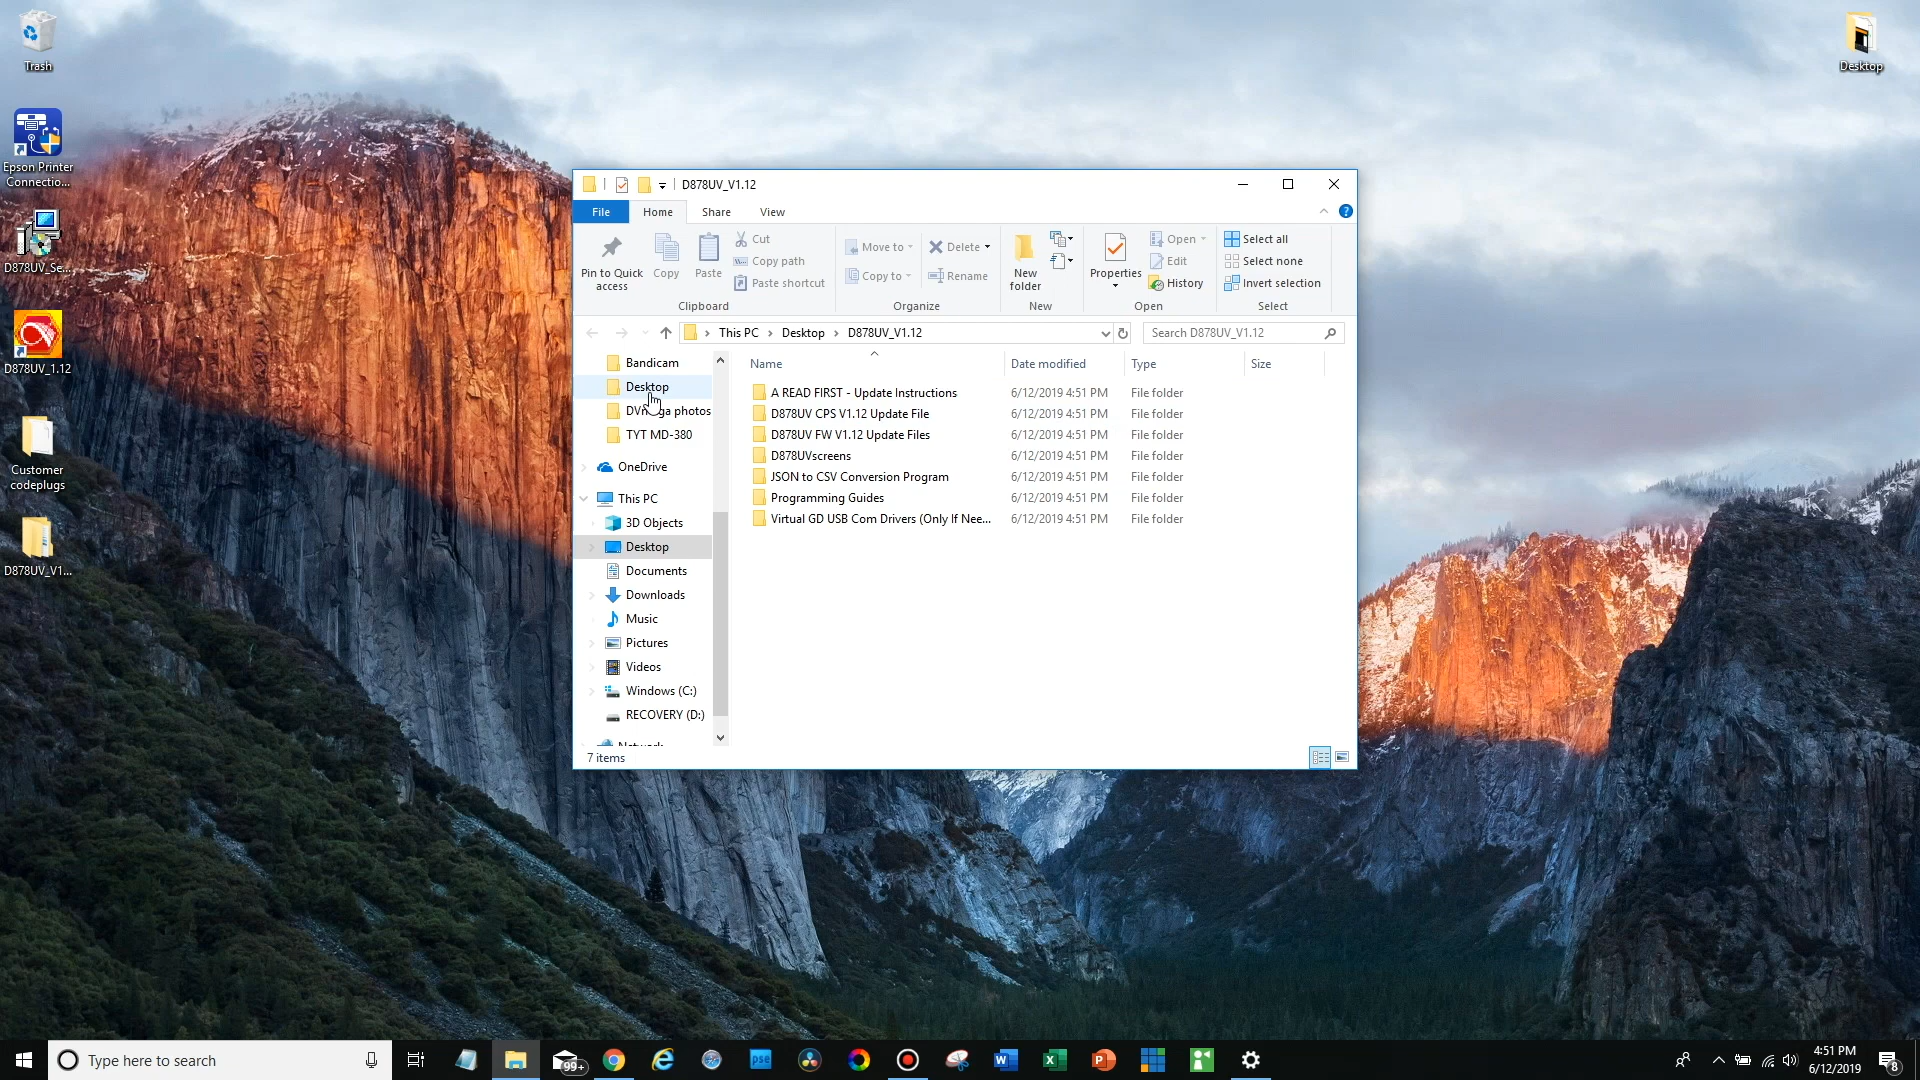 Trash
Epson Printer
Connectio...
D878UV_Se...
D878UV_1.12
Customer
codeplugs
D878UV_V1...
Desktop
D878UV_V1.12
File Home Share View
Pin to Quick
access
Copy
Paste
Cut
Copy path
Paste shortcut
Clipboard
Move to
Copy to
Delete
Rename
Organize
New
folder
New
Properties
Open
Edit
History
Open
Select all
Select none
Invert selection
Select
This PC Desktop D878UV_V1.12
Search D878UV_V1.12
Bandicam
Desktop
photos
TYT MD-380
OneDrive
This PC
3D Objects
Desktop
Documents
Downloads
Music
Pictures
Videos
Windows (C:)
RECOVERY (D:)
Network
Name Date modified Type Size
A READ FIRST - Update Instructions 6/12/2019 4:51 PM File folder
D878UV CPS V1.12 Update File 6/12/2019 4:51 PM File folder
D878UV FW V1.12 Update Files 6/12/2019 4:51 PM File folder
D878UVscreens 6/12/2019 4:51 PM File folder
JSON to CSV Conversion Program 6/12/2019 4:51 PM File folder
Programming Guides 6/12/2019 4:51 PM File folder
Virtual GD USB Com Drivers (Only If Nee... 6/12/2019 4:51 PM File folder
7 items
Type here to search
99+
pse
4:51 PM
6/12/2019
8